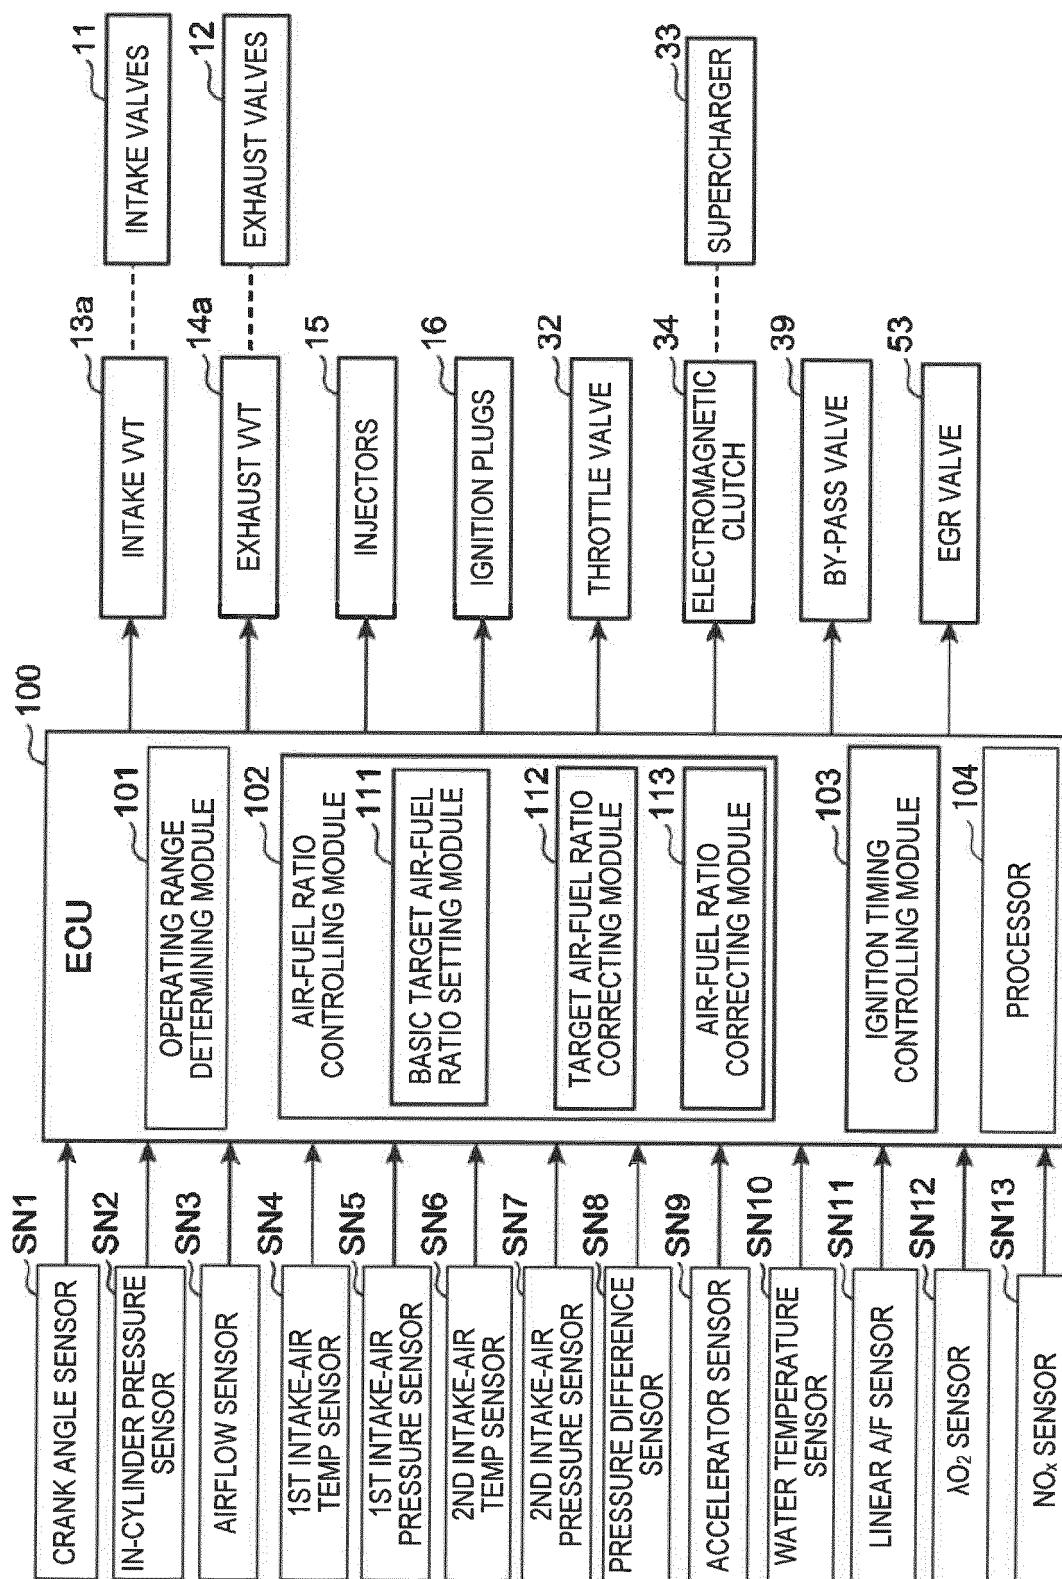 SN1
CRANK ANGLE SENSOR
SN2
IN-CYLINDER PRESSURE
SENSOR
SN3
AIRFLOW SENSOR
SN4
1ST INTAKE-AIR
TEMP SENSOR
SN5
1ST INTAKE-AIR
PRESSURE SENSOR
SN6
2ND INTAKE-AIR
TEMP SENSOR
SN7
2ND INTAKE-AIR
PRESSURE SENSOR
SN8
PRESSURE DIFFERENCE
SENSOR
SN9
ACCELERATOR SENSOR
SN10
WATER TEMPERATURE
SENSOR
SN11
LINEAR A/F SENSOR
SN12
λO₂ SENSOR
SN13
NOx SENSOR
100
ECU
101
OPERATING RANGE
DETERMINING MODULE
102
AIR-FUEL RATIO
CONTROLLING MODULE
111
BASIC TARGET AIR-FUEL
RATIO SETTING MODULE
112
TARGET AIR-FUEL RATIO
CORRECTING MODULE
113
AIR-FUEL RATIO
CORRECTING MODULE
103
IGNITION TIMING
CONTROLLING MODULE
104
PROCESSOR
13a
INTAKE VVT
11
INTAKE VALVES
14a
EXHAUST VVT
12
EXHAUST VALVES
15
INJECTORS
16
IGNITION PLUGS
32
THROTTLE VALVE
34
ELECTROMAGNETIC
CLUTCH
33
SUPERCHARGER
39
BY-PASS VALVE
53
EGR VALVE